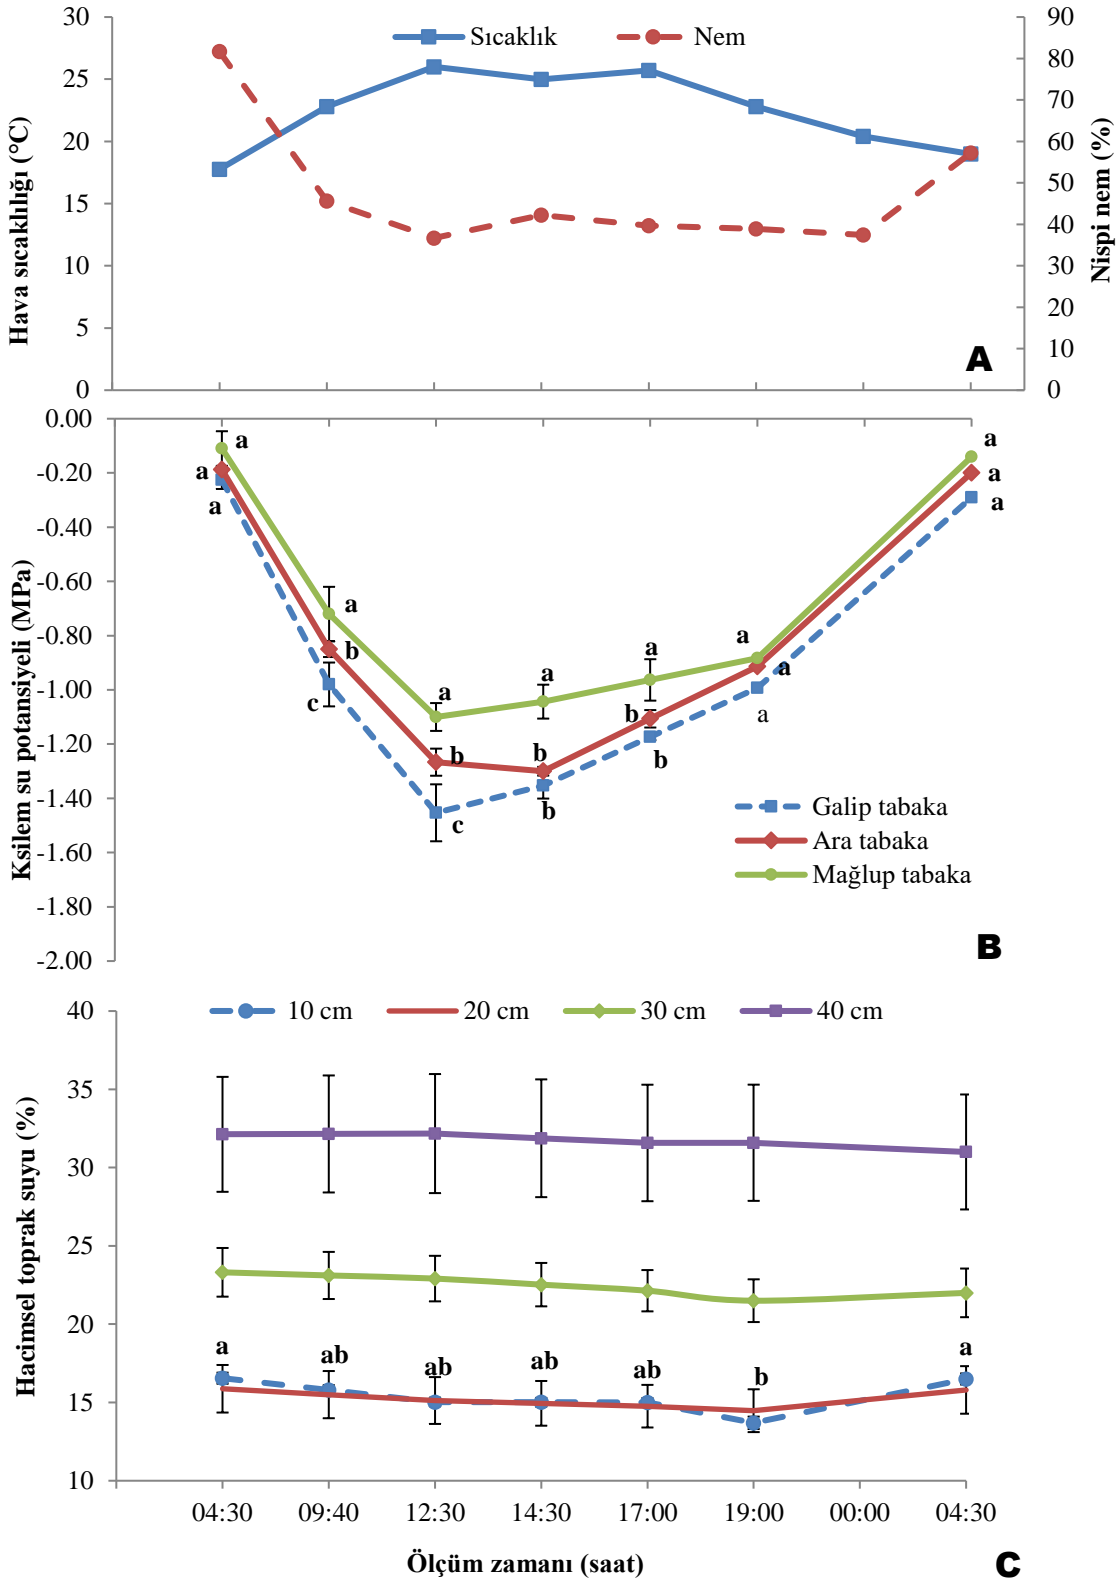 Sıcaklık Nem
Hava sıcaklılığı (°C)
30
25
20
15
10
5
0
Nispi nem (%)
90
80
70
60
50
40
30
20
10
0
A
Ksilem su potansiyeli (MPa)
0.00
-0.20
-0.40
-0.60
-0.80
-1.00
-1.20
-1.40
-1.60
-1.80
-2.00
a a a a a a a
a b b b b a a
a c c b b a a
Galip tabaka
Ara tabaka
Mağlup tabaka
B
10 cm 20 cm 30 cm 40 cm
Hacimsel toprak suyu (%)
40
35
30
25
20
15
10
a ab ab ab ab b a
04:30 09:40 12:30 14:30 17:00 19:00 00:00 04:30
Ölçüm zamanı (saat)
C